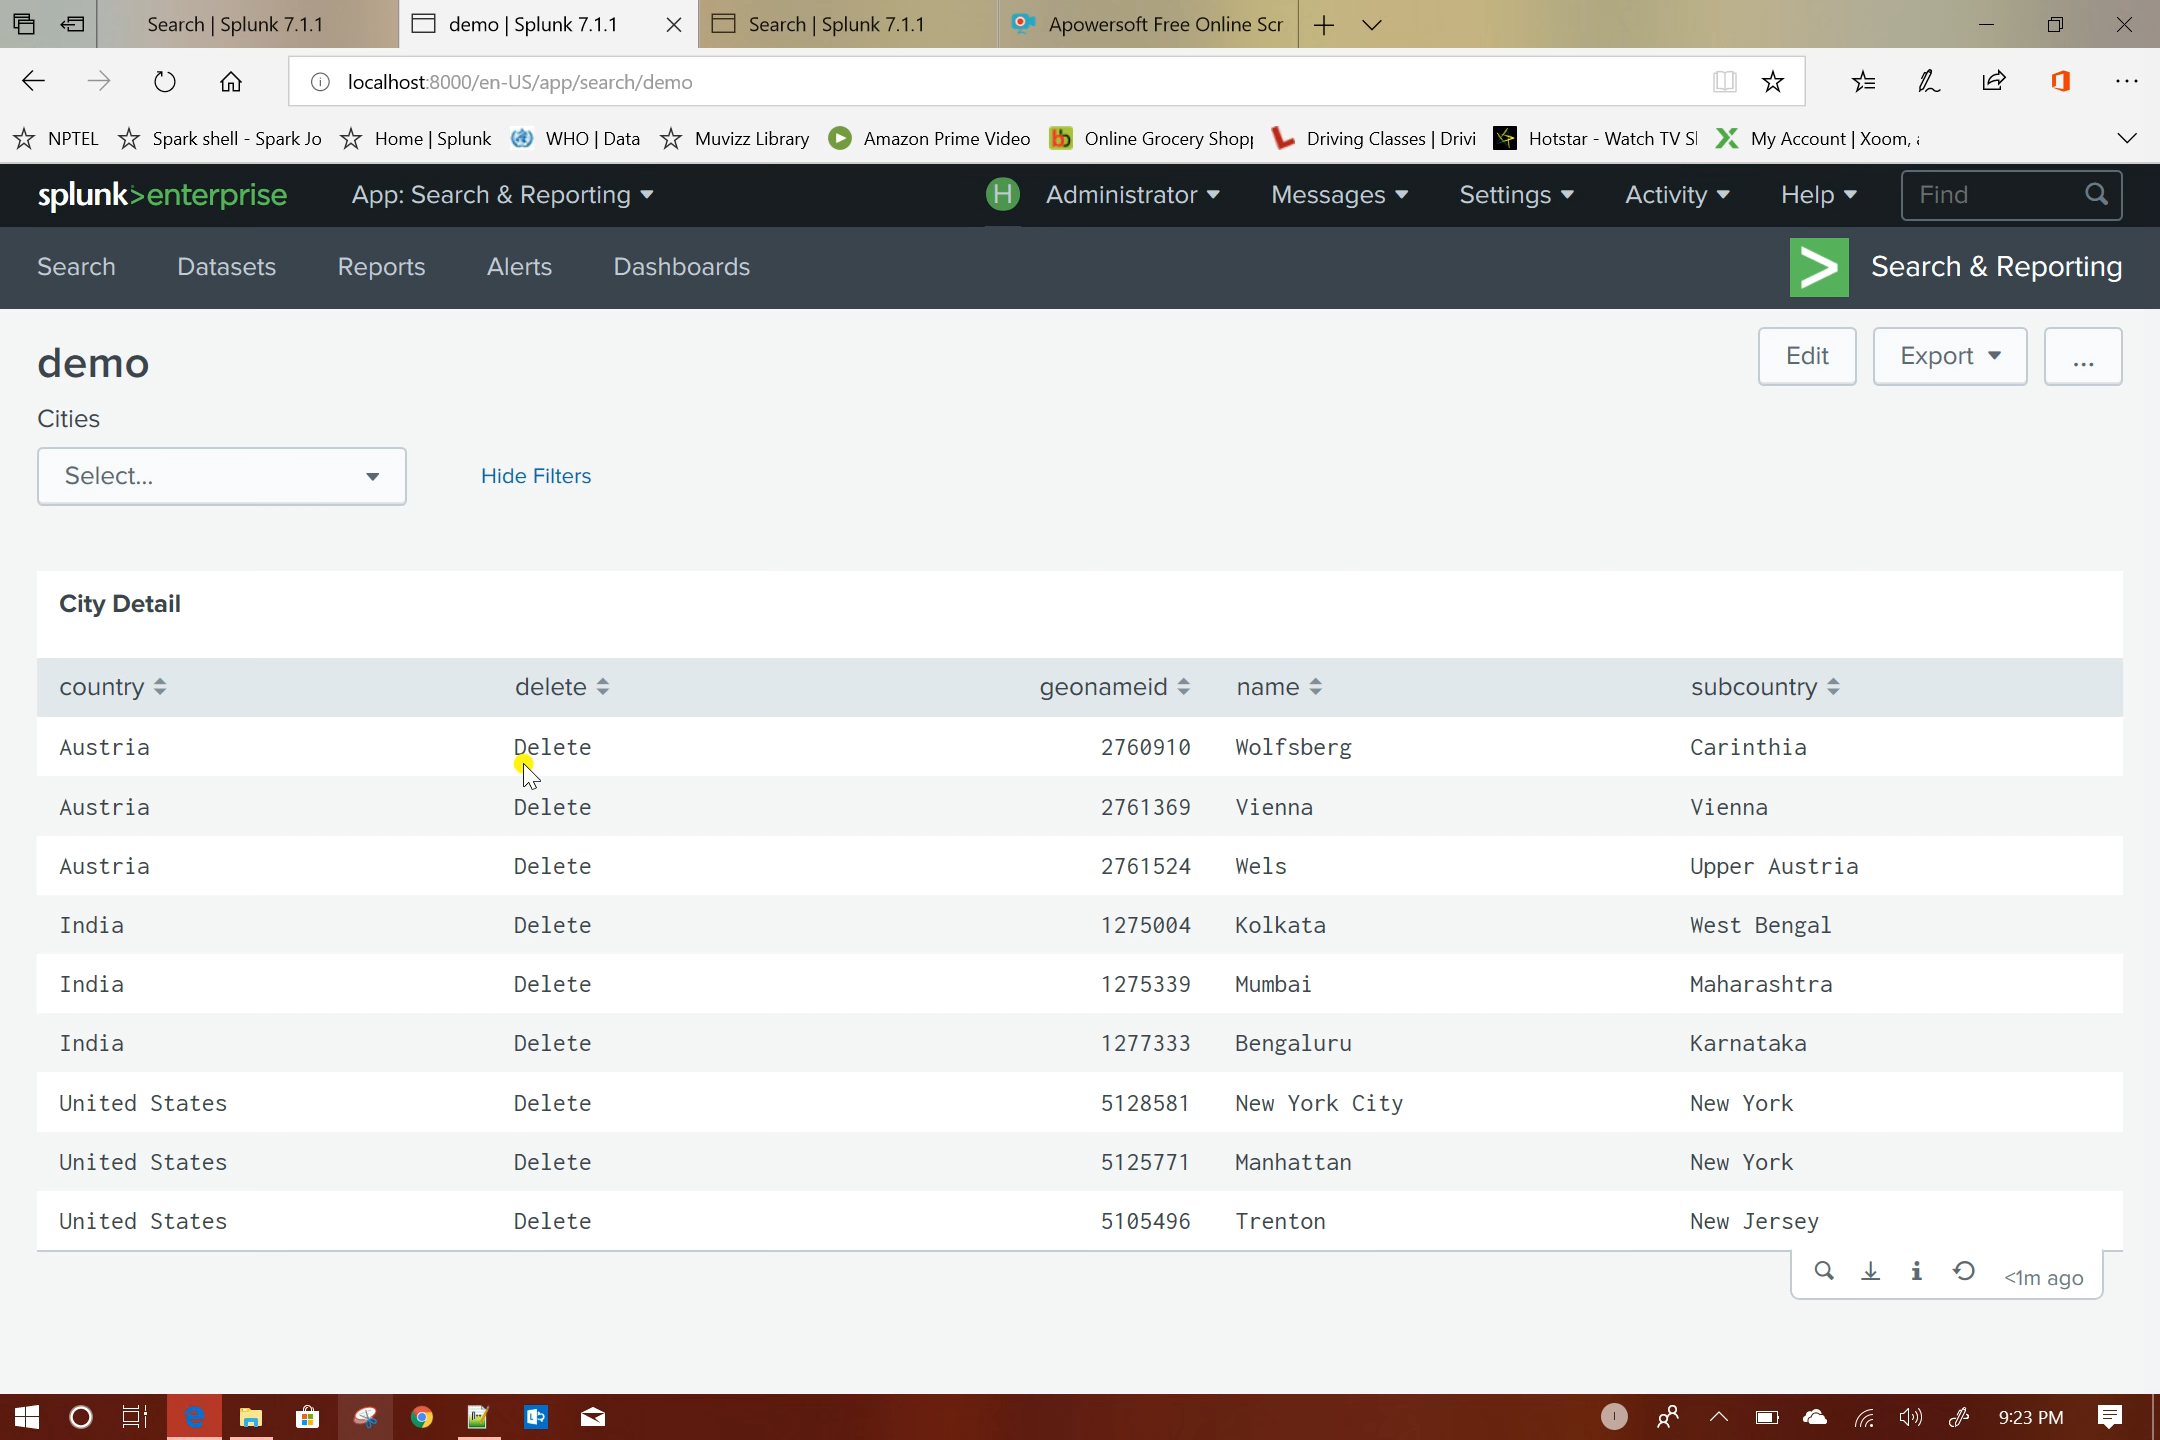 Search | Splunk 7.1.1
demo | Splunk 7.1.1
Search | Splunk 7.1.1
Apowersoft Free Online Scr
localhost:8000/en-US/app/search/demo
NPTEL
Spark shell - Spark Jo
Home | Splunk
WHO | Data
Muvizz Library
Amazon Prime Video
Online Grocery Shopp
Driving Classes | Drivi
Hotstar - Watch TV Sl
My Account | Xoom, a
splunk>enterprise
App: Search & Reporting
H
Administrator
Messages
Settings
Activity
Help
Find
Search
Datasets
Reports
Alerts
Dashboards
>
Search & Reporting
demo
Edit
Export
...
Cities
Select...
Hide Filters
City Detail
country delete geonameid name subcountry
Austria Delete 2760910 Wolfsberg Carinthia
Austria Delete 2761369 Vienna Vienna
Austria Delete 2761524 Wels Upper Austria
India Delete 1275004 Kolkata West Bengal
India Delete 1275339 Mumbai Maharashtra
India Delete 1277333 Bengaluru Karnataka
United States Delete 5128581 New York City New York
United States Delete 5125771 Manhattan New York
United States Delete 5105496 Trenton New Jersey
<1m ago
9:23 PM